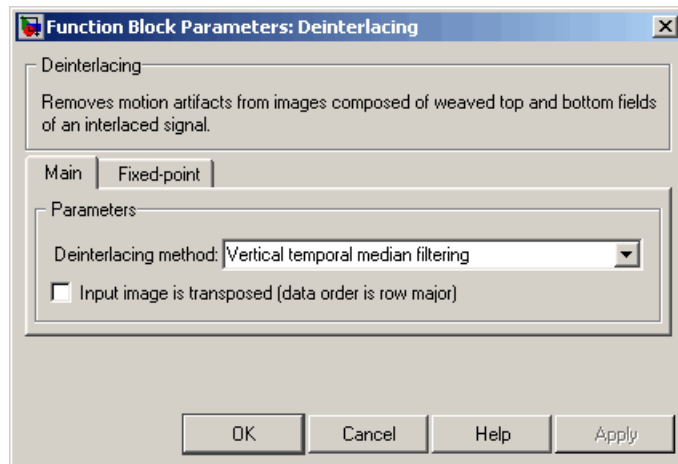 Function Block Parameters: Deinterlacing
Deinterlacing
Removes motion artifacts from images composed of weaved top and bottom fields
of an interlaced signal.
Main Fixed-point
Parameters
Deinterlacing method: Vertical temporal median filtering
Input image is transposed (data order is row major)
OK Cancel Help Apply